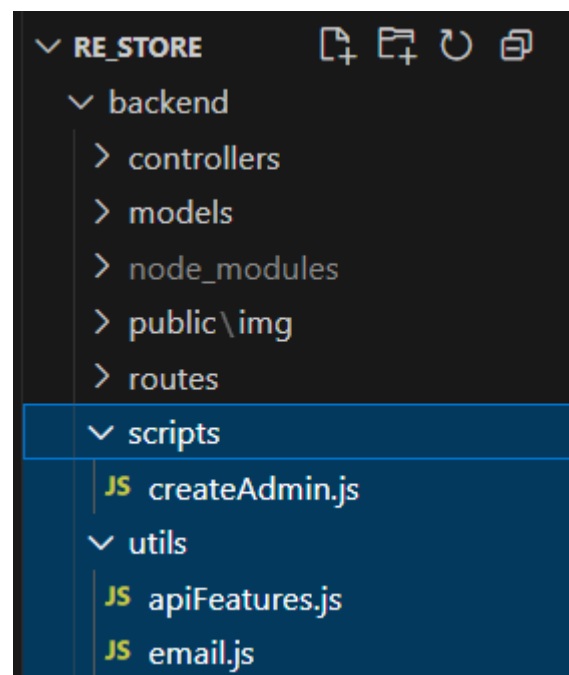 RE_STORE
backend
controllers
models
node_modules
public\img
routes
scripts
JS createAdmin.js
utils
JS apiFeatures.js
JS email.js